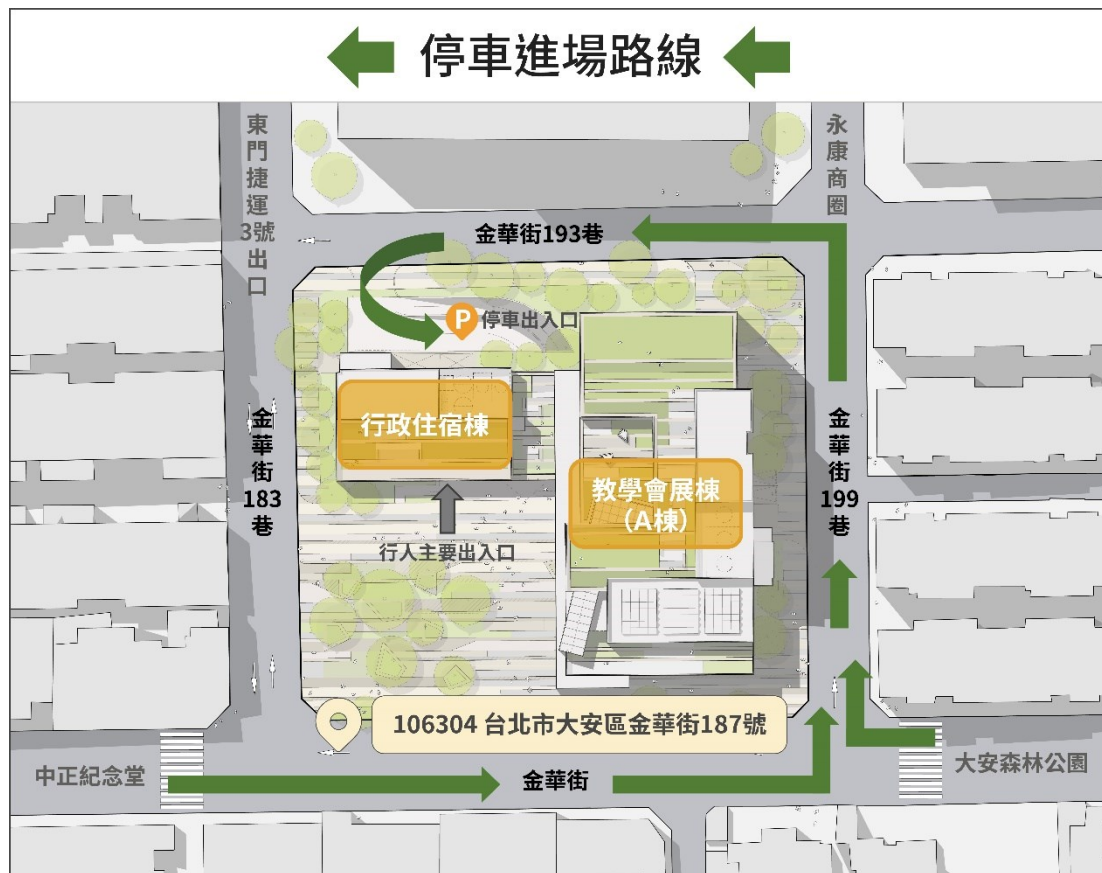 停車進場路線
東門捷運3號出口
永康商圈
金華街193巷
P 停車出入口
行政住宿棟
金華街183巷
教學會展棟
(A棟)
金華街199巷
行人主要出入口
106304 台北市大安區金華街187號
中正紀念堂
金華街
大安森林公園